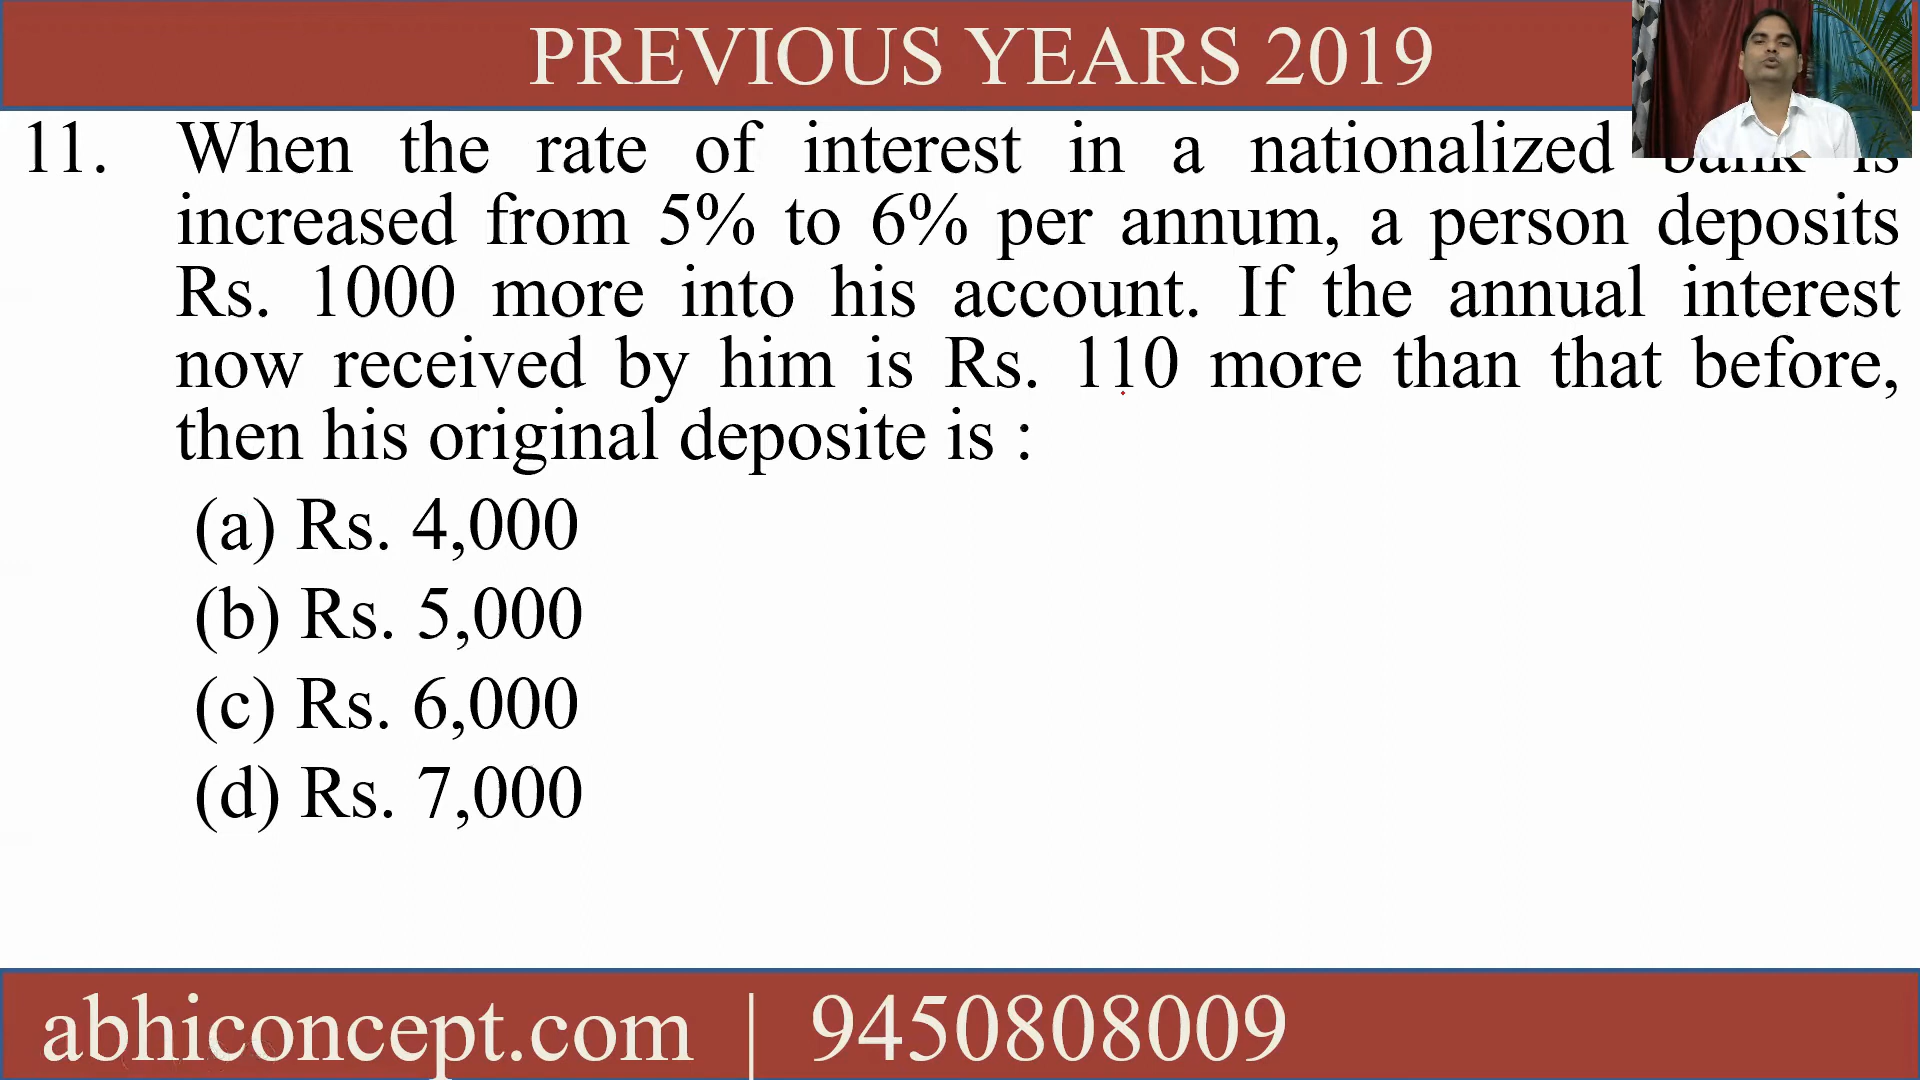 PREVIOUS YEARS 2019
11. When the rate of interest in a nationalized bank is
increased from 5% to 6% per annum, a person deposits
Rs. 1000 more into his account. If the annual interest
now received by him is Rs. 110 more than that before,
then his original deposite is :
(a) Rs. 4,000
(b) Rs. 5,000
(c) Rs. 6,000
(d) Rs. 7,000
abhiconcept.com | 9450808009